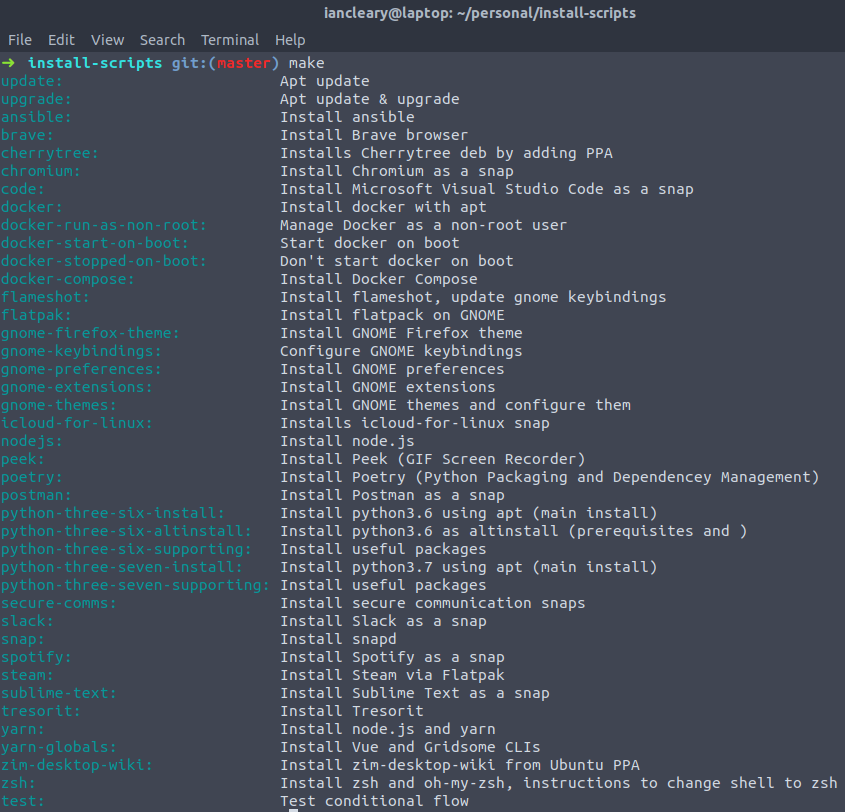 iancleary@laptop: ~/personal/install-scripts
File Edit View Search Terminal Help
➜ install-scripts git:(master) make
update: Apt update
upgrade: Apt update & upgrade
ansible: Install ansible
brave: Install Brave browser
cherrytree: Installs Cherrytree deb by adding PPA
chromium: Install Chromium as a snap
code: Install Microsoft Visual Studio Code as a snap
docker: Install docker with apt
docker-run-as-non-root: Manage Docker as a non-root user
docker-start-on-boot: Start docker on boot
docker-stopped-on-boot: Don't start docker on boot
docker-compose: Install Docker Compose
flameshot: Install flameshot, update gnome keybindings
flatpak: Install flatpack on GNOME
gnome-firefox-theme: Install GNOME Firefox theme
gnome-keybindings: Configure GNOME keybindings
gnome-preferences: Install GNOME preferences
gnome-extensions: Install GNOME extensions
gnome-themes: Install GNOME themes and configure them
icloud-for-linux: Installs icloud-for-linux snap
nodejs: Install node.js
peek: Install Peek (GIF Screen Recorder)
poetry: Install Poetry (Python Packaging and Dependencey Management)
postman: Install Postman as a snap
python-three-six-install: Install python3.6 using apt (main install)
python-three-six-altinstall: Install python3.6 as altinstall (prerequisites and )
python-three-six-supporting: Install useful packages
python-three-seven-install: Install python3.7 using apt (main install)
python-three-seven-supporting: Install useful packages
secure-comms: Install secure communication snaps
slack: Install Slack as a snap
snap: Install snapd
spotify: Install Spotify as a snap
steam: Install Steam via Flatpak
sublime-text: Install Sublime Text as a snap
tresorit: Install Tresorit
yarn: Install node.js and yarn
yarn-globals: Install Vue and Gridsome CLIs
zim-desktop-wiki: Install zim-desktop-wiki from Ubuntu PPA
zsh: Install zsh and oh-my-zsh, instructions to change shell to zsh
test: Test conditional flow